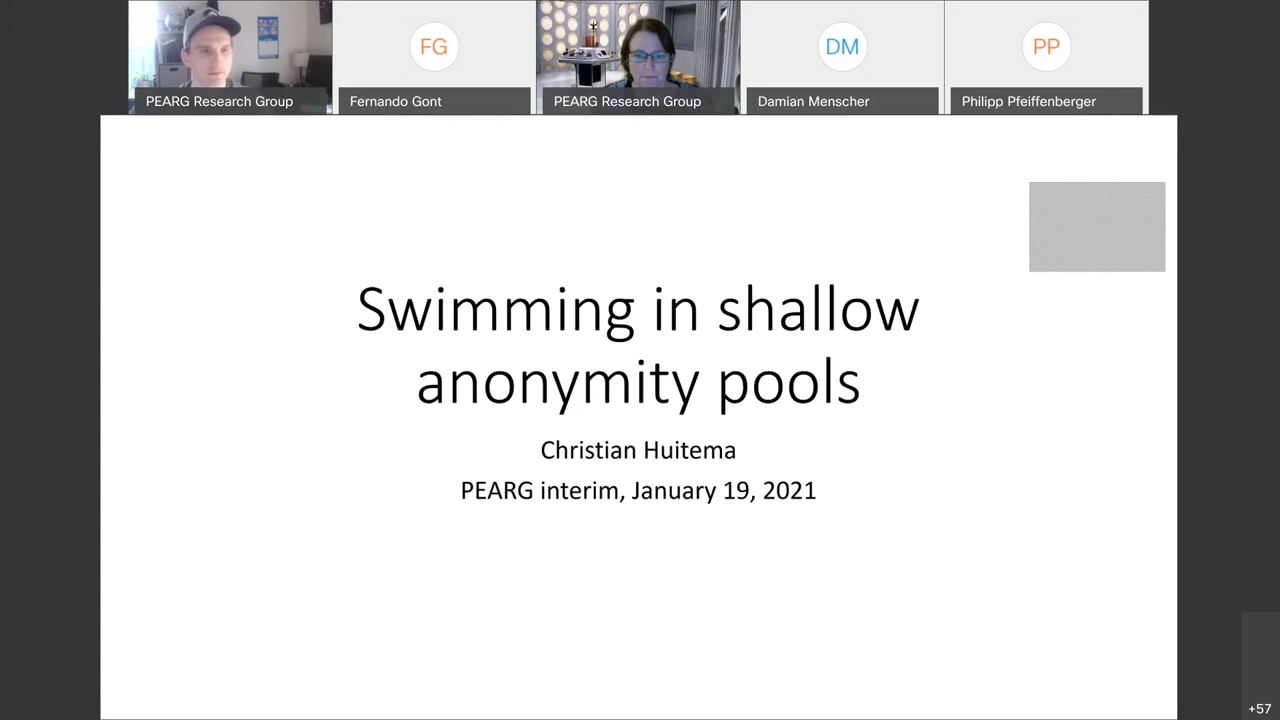 FG
DM
PP
PEARG Research Group
Fernando Gont
PEARG Research Group
Damian Menscher
Philipp Pfeiffenberger
Swimming in shallow
anonymity pools
Christian Huitema
PEARG interim, January 19, 2021
+57